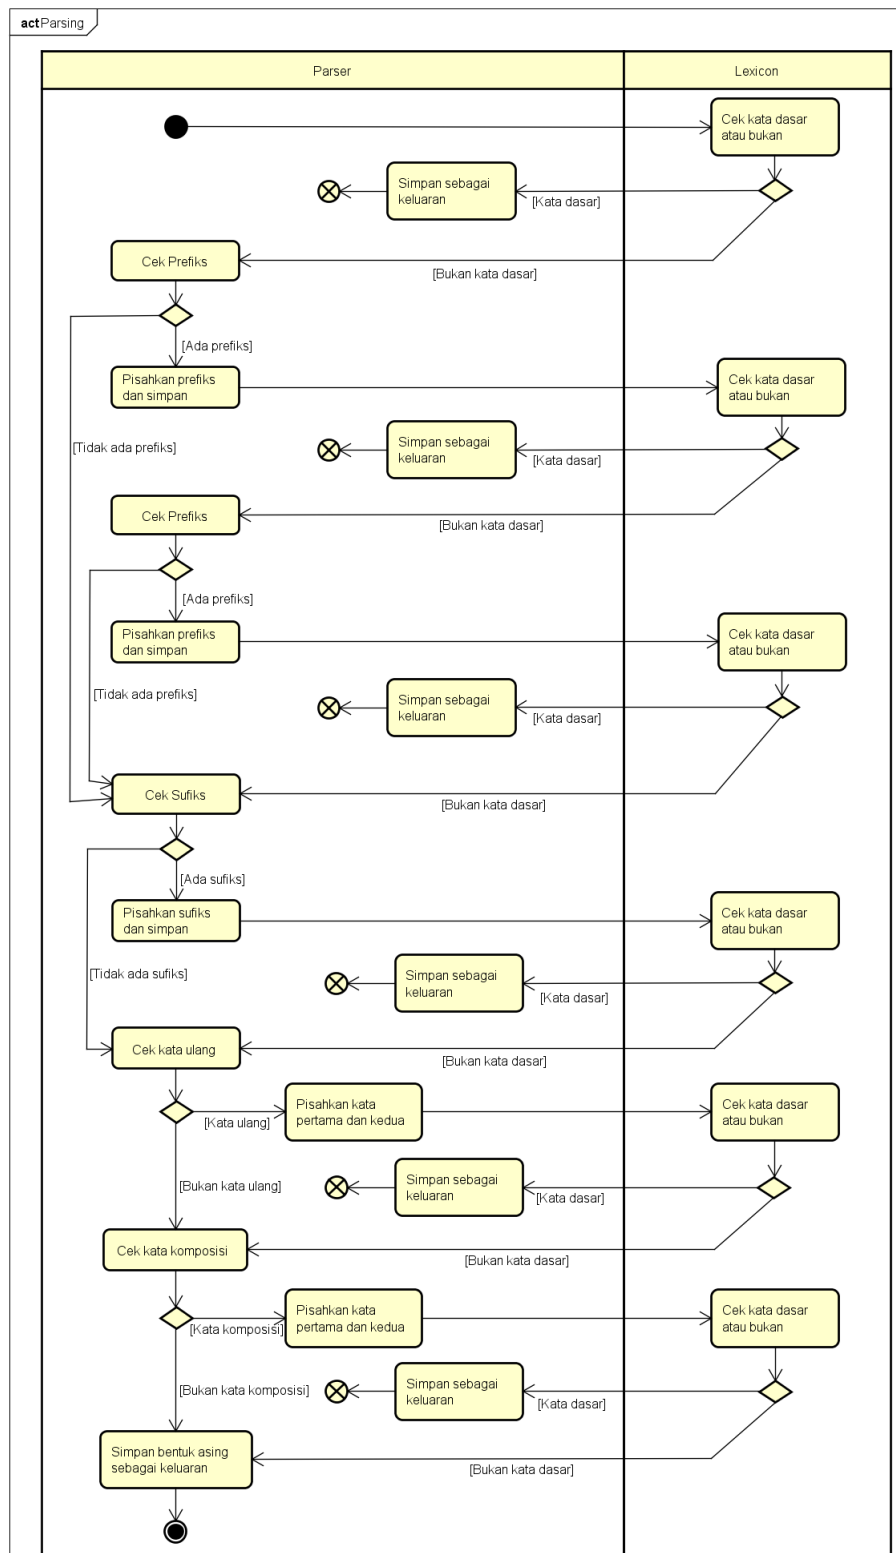 actParsing
Parser
Lexicon
Cek kata dasar
atau bukan
Simpan sebagai
keluaran
[Kata dasar]
Cek Prefiks
[Bukan kata dasar]
[Ada prefiks]
Pisahkan prefiks
dan simpan
Cek kata dasar
atau bukan
[Tidak ada prefiks]
Simpan sebagai
keluaran
[Kata dasar]
Cek Prefiks
[Bukan kata dasar]
[Ada prefiks]
Pisahkan prefiks
dan simpan
Cek kata dasar
atau bukan
[Tidak ada prefiks]
Simpan sebagai
keluaran
[Kata dasar]
Cek Sufiks
[Bukan kata dasar]
[Ada sufiks]
Pisahkan sufiks
dan simpan
Cek kata dasar
atau bukan
[Tidak ada sufiks]
Simpan sebagai
keluaran
[Kata dasar]
Cek kata ulang
[Bukan kata dasar]
[Kata ulang]
Pisahkan kata
pertama dan kedua
Cek kata dasar
atau bukan
[Bukan kata ulang]
Simpan sebagai
keluaran
[Kata dasar]
Cek kata komposisi
[Bukan kata dasar]
[Kata komposisi]
Pisahkan kata
pertama dan kedua
Cek kata dasar
atau bukan
[Bukan kata komposisi]
Simpan sebagai
keluaran
[Kata dasar]
Simpan bentuk asing
sebagai keluaran
[Bukan kata dasar]